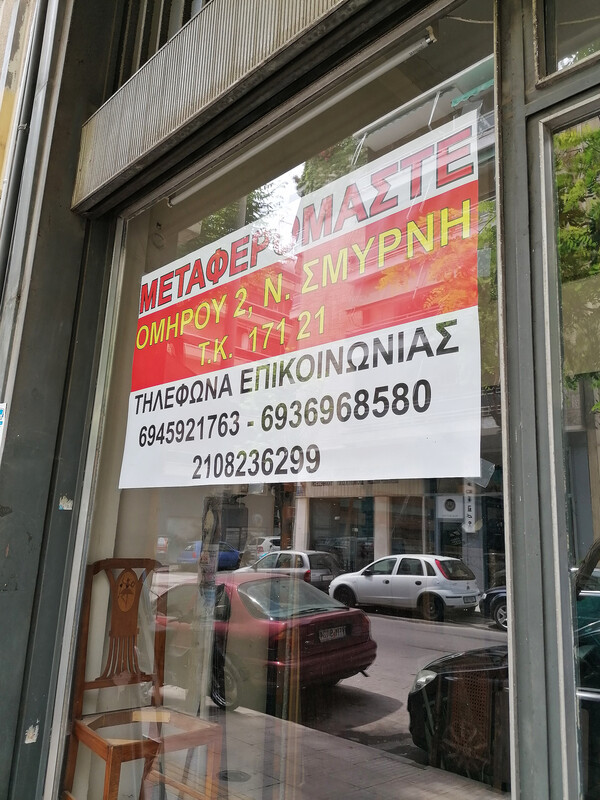 ΜΕΤΑΦΕΡΟΜΑΣΤΕ
ΟΜΗΡΟΥ 2, Ν. ΣΜΥΡΝΗ
Τ.Κ. 171 21
ΤΗΛΕΦΩΝΑ ΕΠΙΚΟΙΝΩΝΙΑΣ
6945921763 - 6936968580
2108236299